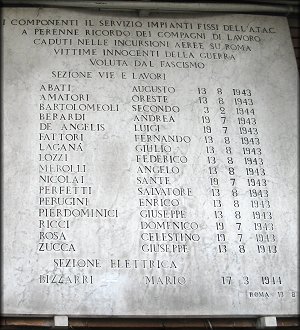 I COMPONENTI IL SERVIZIO IMPIANTI FISSI DELL'A.T.A.C.
A PERENNE RICORDO DEI COMPAGNI DI LAVORO
CADUTI NELLE INCURSIONI AEREE SU ROMA
VITTIME INNOCENTI DELLA GUERRA
VOLUTA DAL FASCISMO
SEZIONE VIE E LAVORI
ABATI AUGUSTO 13 8 1943
AMATORI ORESTE 13 8 1943
BARTOLOMEOLI SECONDO 3 2 1944
BERARDI ANDREA 19 7 1943
DE ANGELIS LUIGI 19 7 1943
FATTORI FERNANDO 13 8 1943
LAGANÁ GIULIO 13 8 1943
LOZZI FEDERICO 13 8 1943
MEROLLI ANGELO 13 8 1943
NICOLAI SANTE 19 7 1943
PERFETTI SALVATORE 13 8 1943
PERUGINI ENRICO 13 8 1943
PIERDOMINICI GIUSEPPE 13 8 1943
RICCI DOMENICO 19 7 1943
ROSA CELESTINO 19 7 1943
ZUCCA GIUSEPPE 13 8 1943
SEZIONE ELETTRICA
BIZZARRI MARIO 17 3 1944
ROMA 13 8